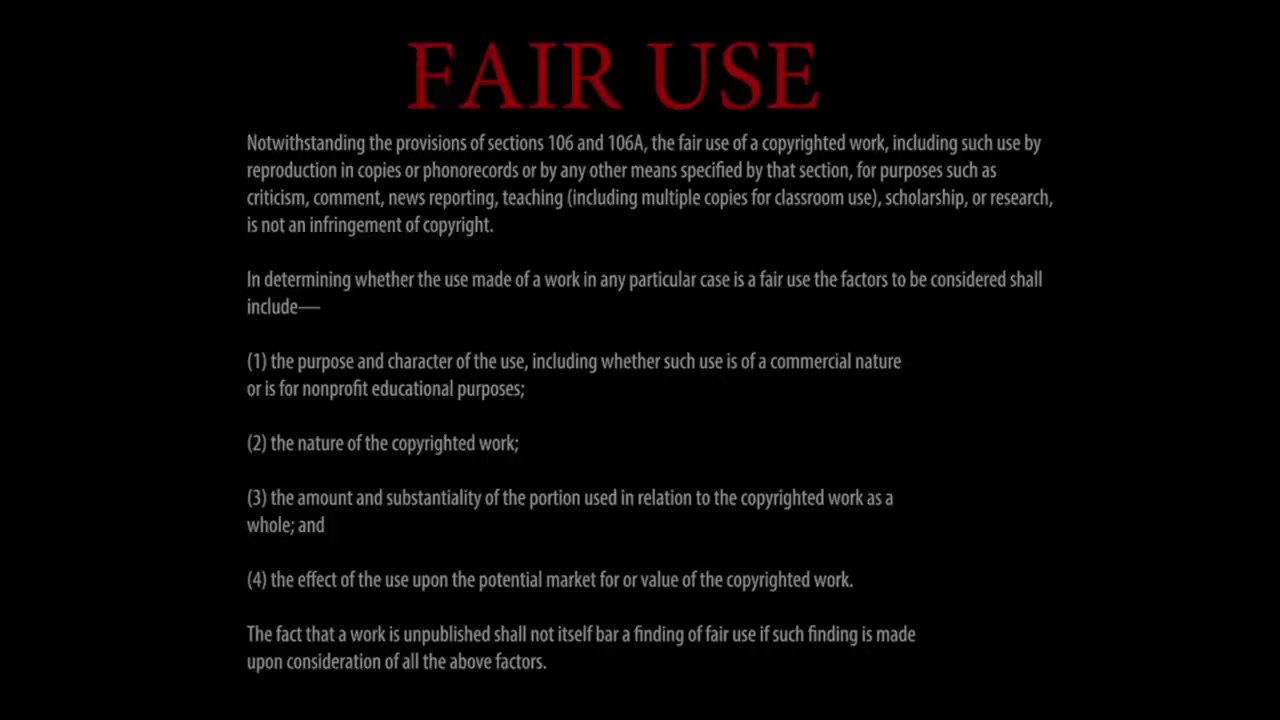 FAIR USE
Notwithstanding the provisions of sections 106 and 106A, the fair use of a copyrighted work, including such use by
reproduction in copies or phonorecords or by any other means specified by that section, for purposes such as
criticism, comment, news reporting, teaching (including multiple copies for classroom use), scholarship, or research,
is not an infringement of copyright.
In determining whether the use made of a work in any particular case is a fair use the factors to be considered shall
include—
(1) the purpose and character of the use, including whether such use is of a commercial nature
or is for nonprofit educational purposes;
(2) the nature of the copyrighted work;
(3) the amount and substantiality of the portion used in relation to the copyrighted work as a
whole; and
(4) the effect of the use upon the potential market for or value of the copyrighted work.
The fact that a work is unpublished shall not itself bar a finding of fair use if such finding is made
upon consideration of all the above factors.